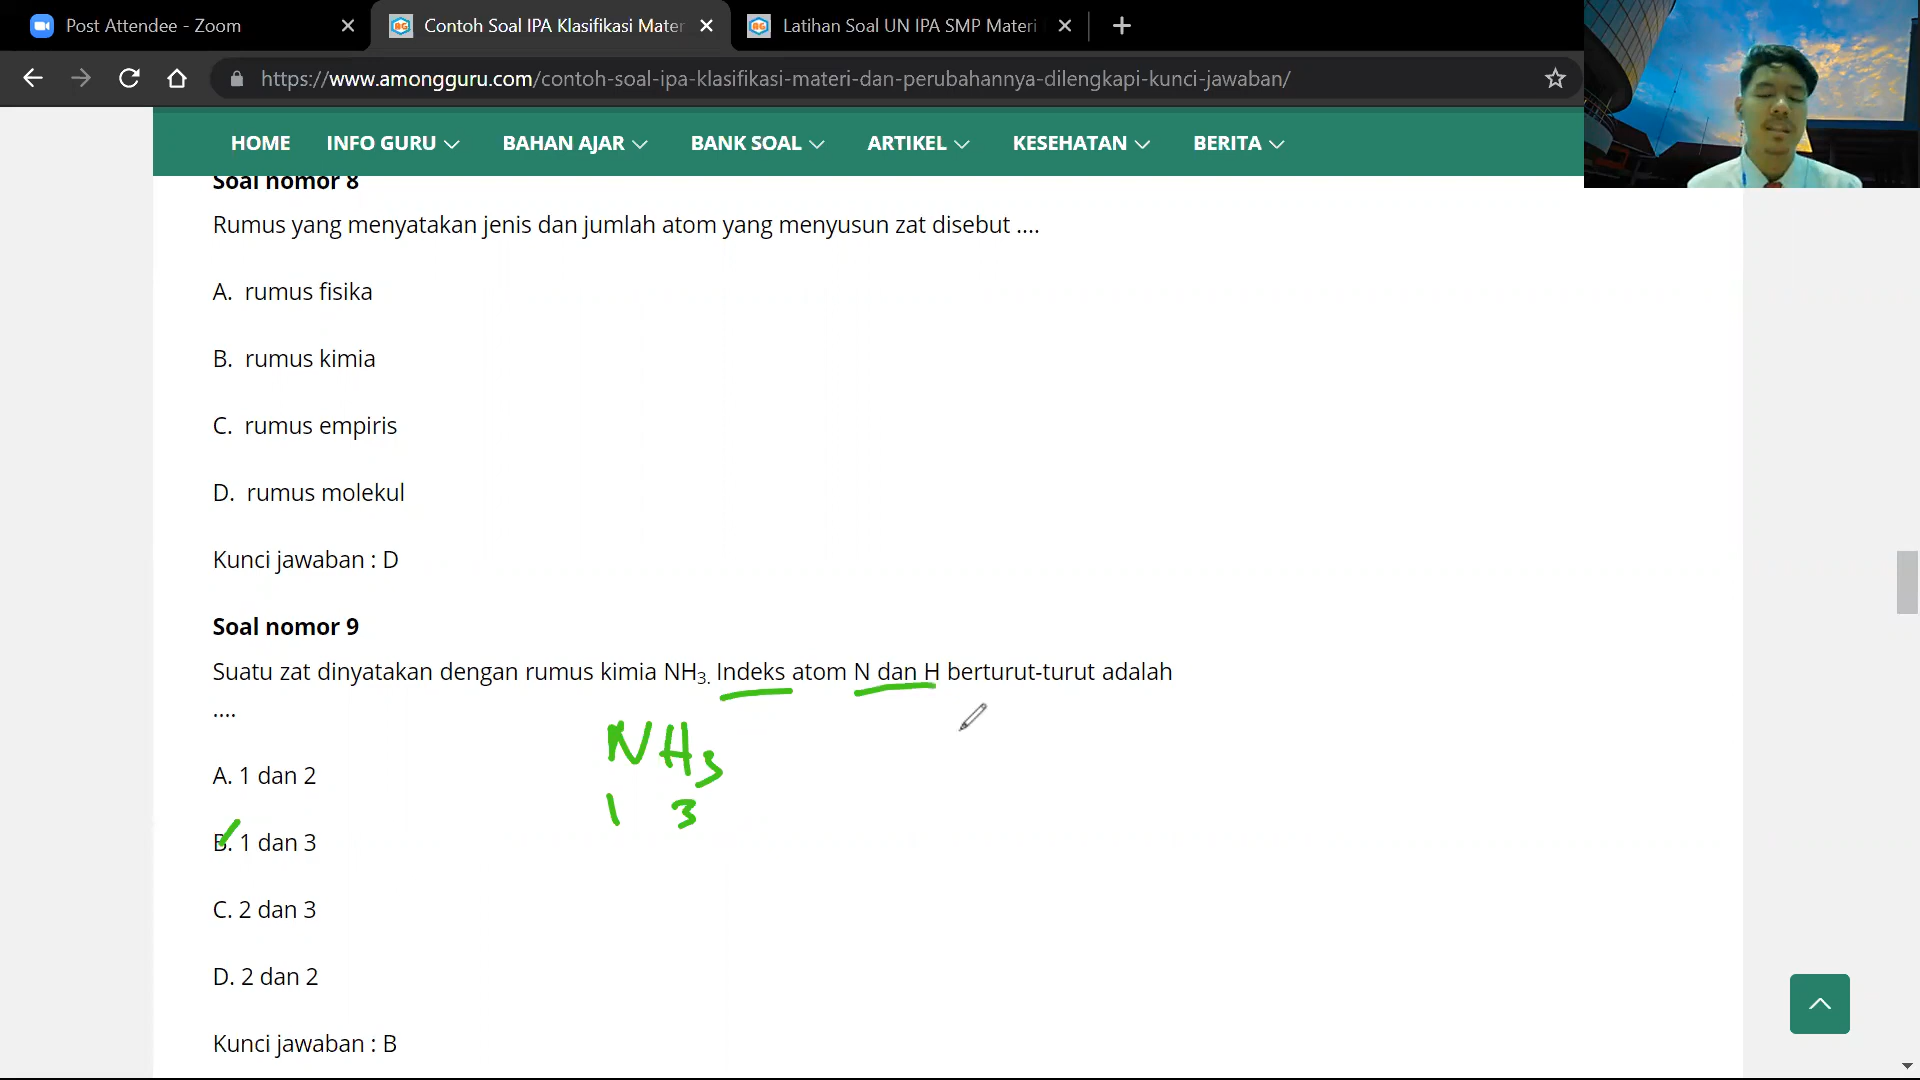 Post Attendee - Zoom
Contoh Soal IPA Klasifikasi Mater
Latihan Soal UN IPA SMP Materi
https://www.amongguru.com/contoh-soal-ipa-klasifikasi-materi-dan-perubahannya-dilengkapi-kunci-jawaban/
HOME INFO GURU BAHAN AJAR BANK SOAL ARTIKEL KESEHATAN BERITA
Soal nomor 8
Rumus yang menyatakan jenis dan jumlah atom yang menyusun zat disebut ....
A. rumus fisika
B. rumus kimia
C. rumus empiris
D. rumus molekul
Kunci jawaban : D
Soal nomor 9
Suatu zat dinyatakan dengan rumus kimia NH₃. Indeks atom N dan H berturut-turut adalah
....
NH₃
1 3
A. 1 dan 2
B. 1 dan 3
C. 2 dan 3
D. 2 dan 2
Kunci jawaban : B